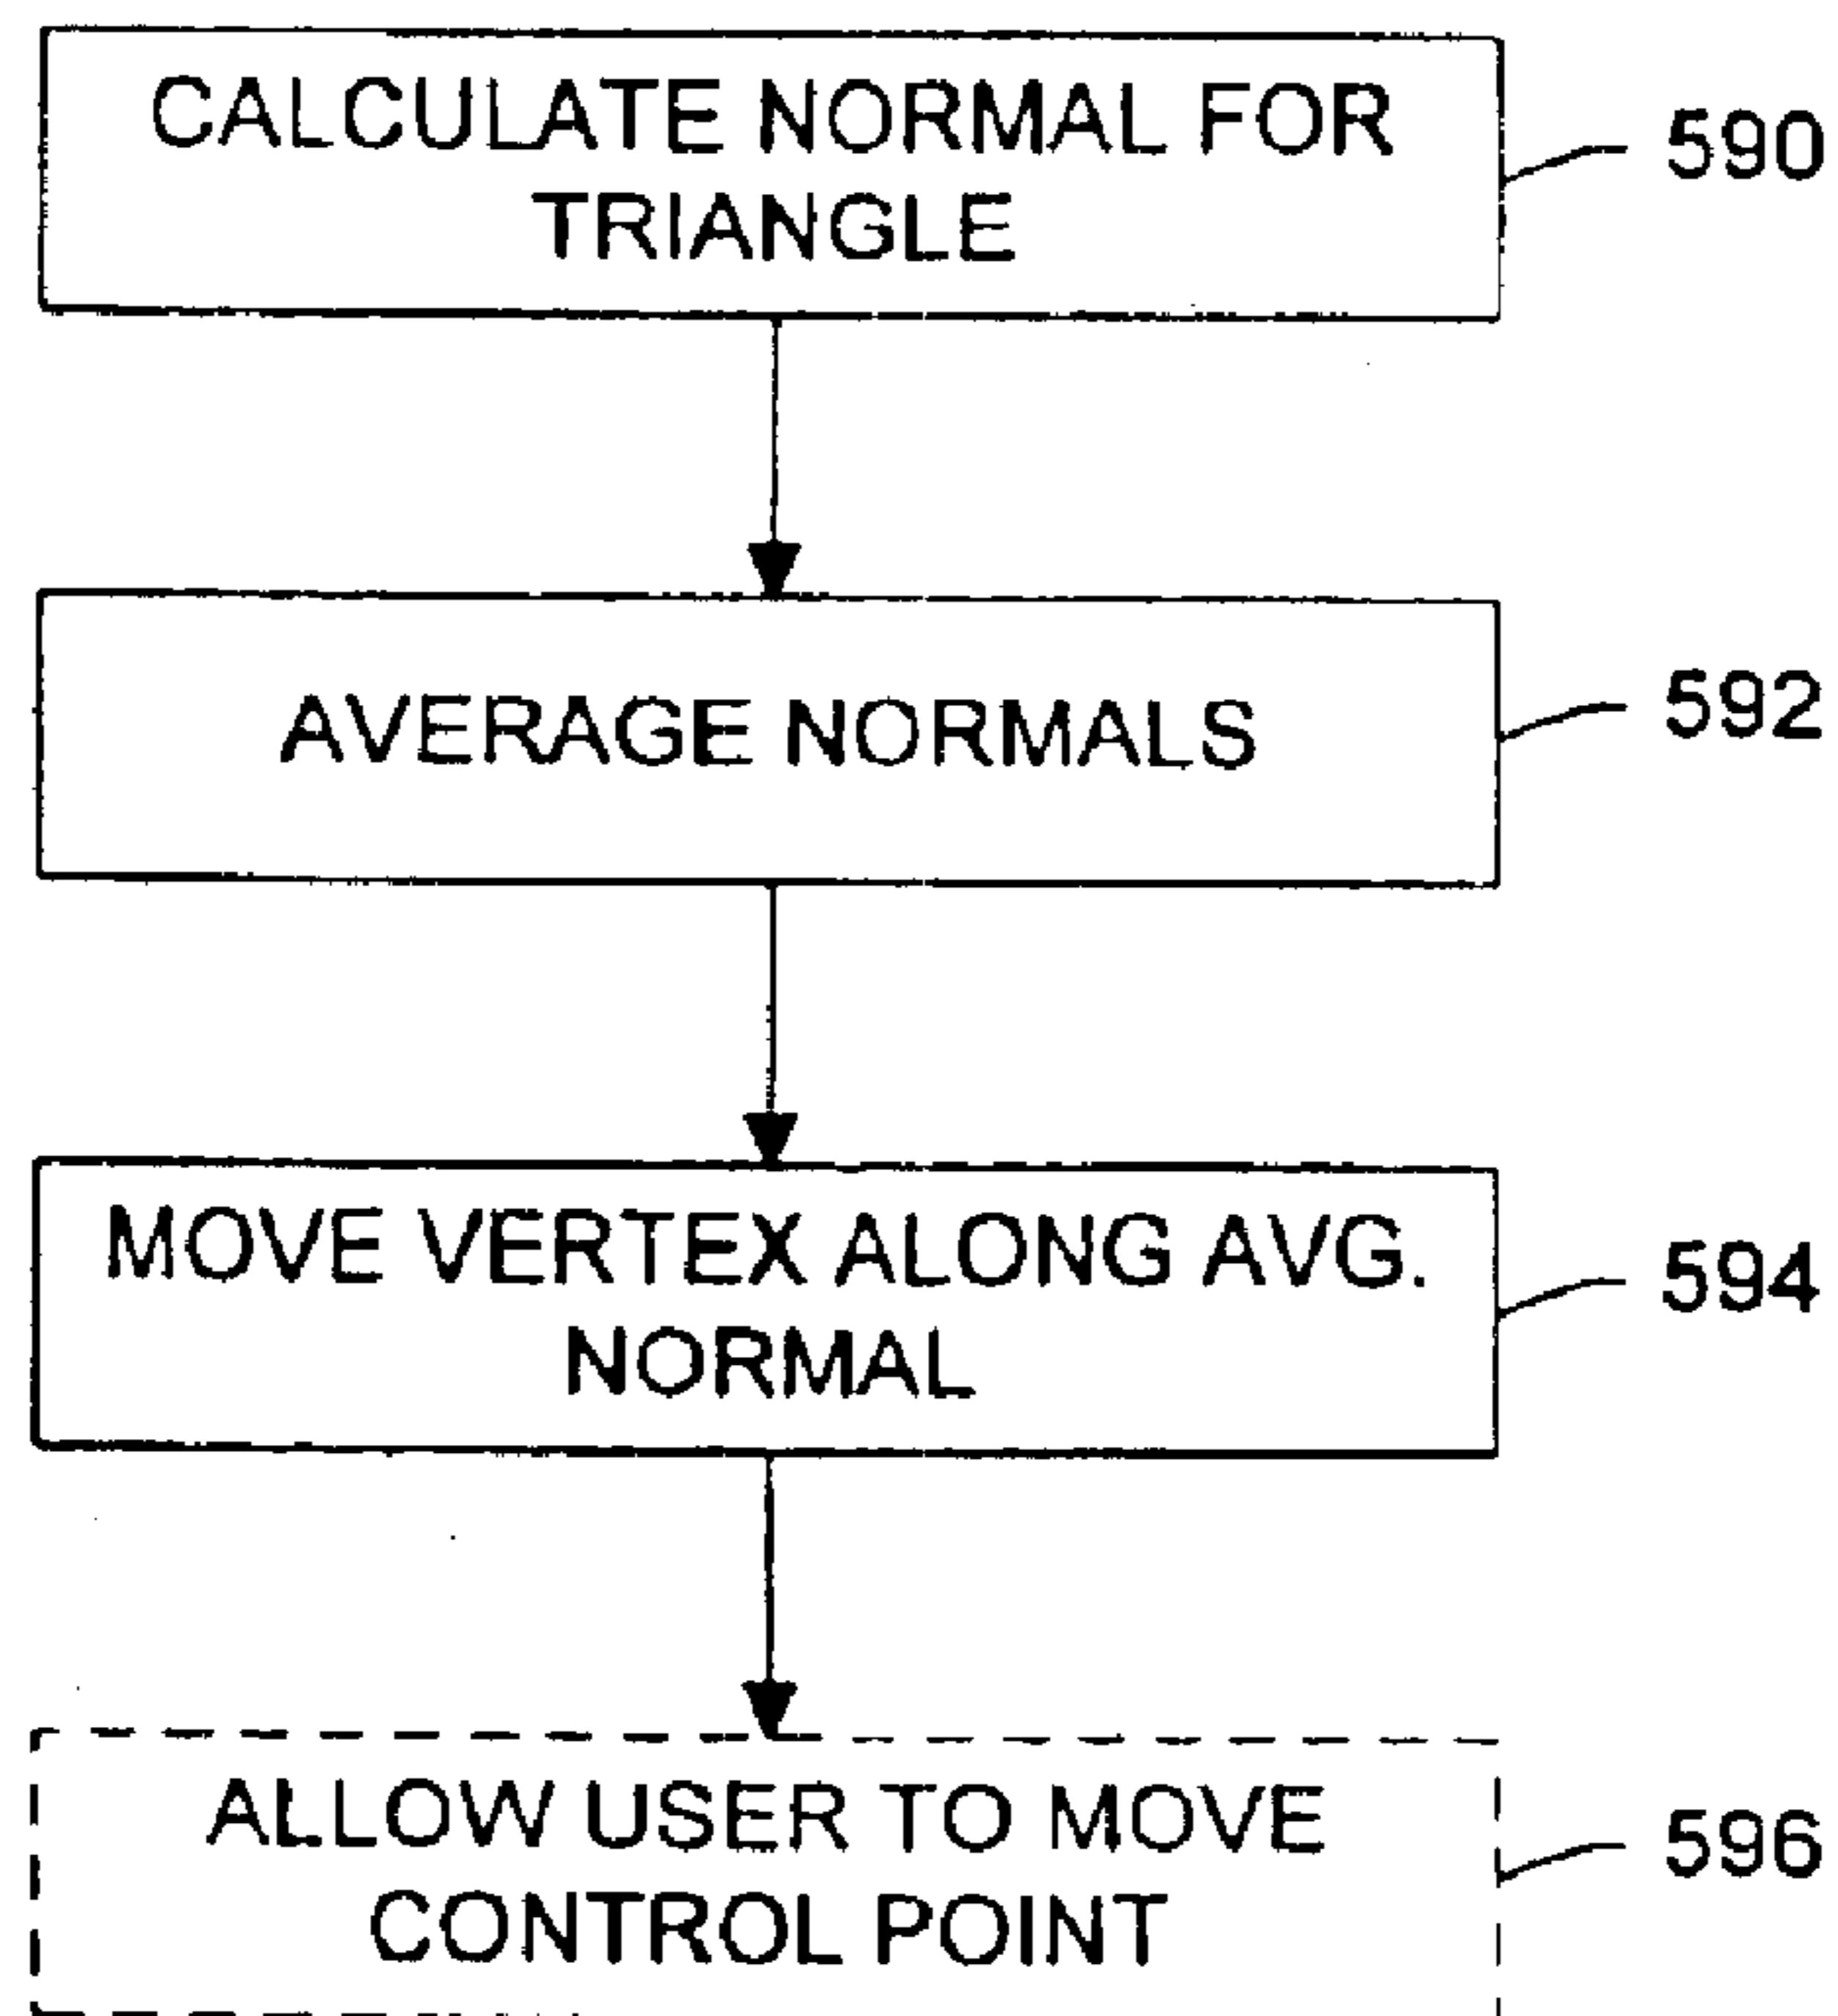 CALCULATE NORMAL FOR
TRIANGLE
590
AVERAGE NORMALS
592
MOVE VERTEX ALONG AVG.
NORMAL
594
ALLOW USER TO MOVE
CONTROL POINT
596